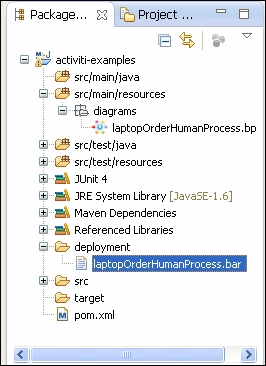 Package... Project ...
activiti-examples
src/main/java
src/main/resources
diagrams
laptopOrderHumanProcess.bp
src/test/java
src/test/resources
JUnit 4
JRE System Library [JavaSE-1.6]
Maven Dependencies
Referenced Libraries
deployment
laptopOrderHumanProcess.bar
src
target
pom.xml